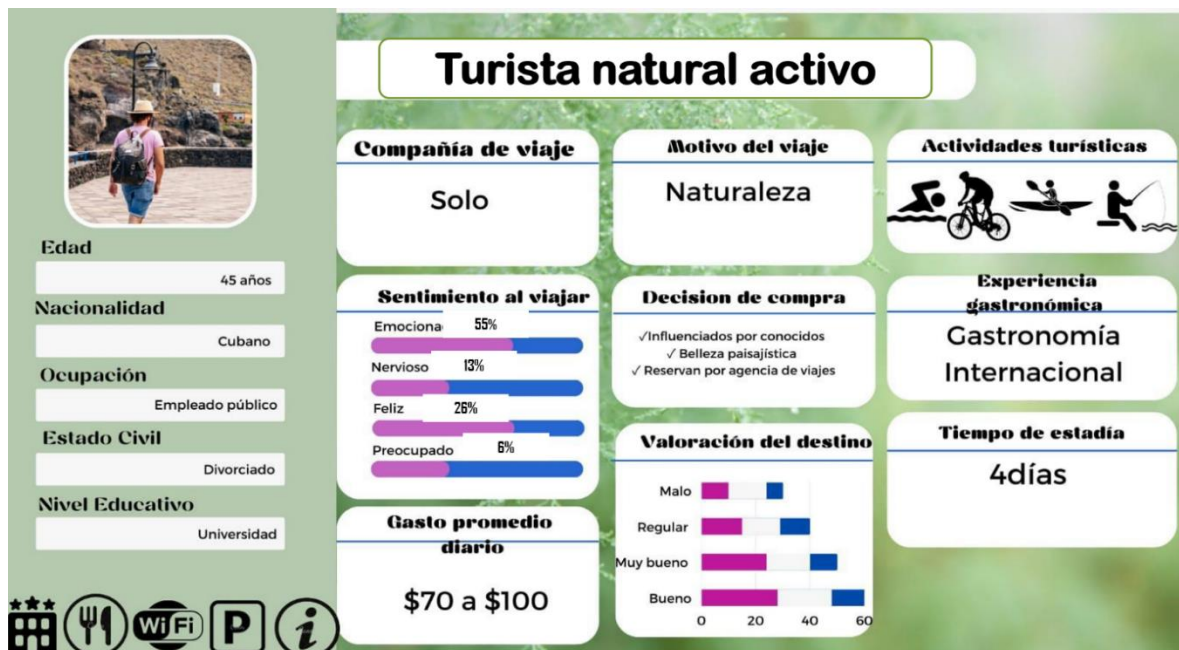 Turista natural activo
Edad
45 años
Nacionalidad
Cubano
Ocupación
Empleado público
Estado Civil
Divorciado
Nivel Educativo
Universidad
WiFi
P
i
Compañía de viaje
Solo
Motivo del viaje
Naturaleza
Actividades turísticas
Sentimiento al viajar
Emociona 55%
Nervioso 13%
Feliz 26%
Preocupado 6%
Decision de compra
✓Influenciados por conocidos
✓ Belleza paisajística
✓ Reservan por agencia de viajes
Experiencia
gastronómica
Gastronomía
Internacional
Gasto promedio
diario
$70 a $100
Valoración del destino
Malo
Regular
Muy bueno
Bueno
0 20 40 60
Tiempo de estadía
4días